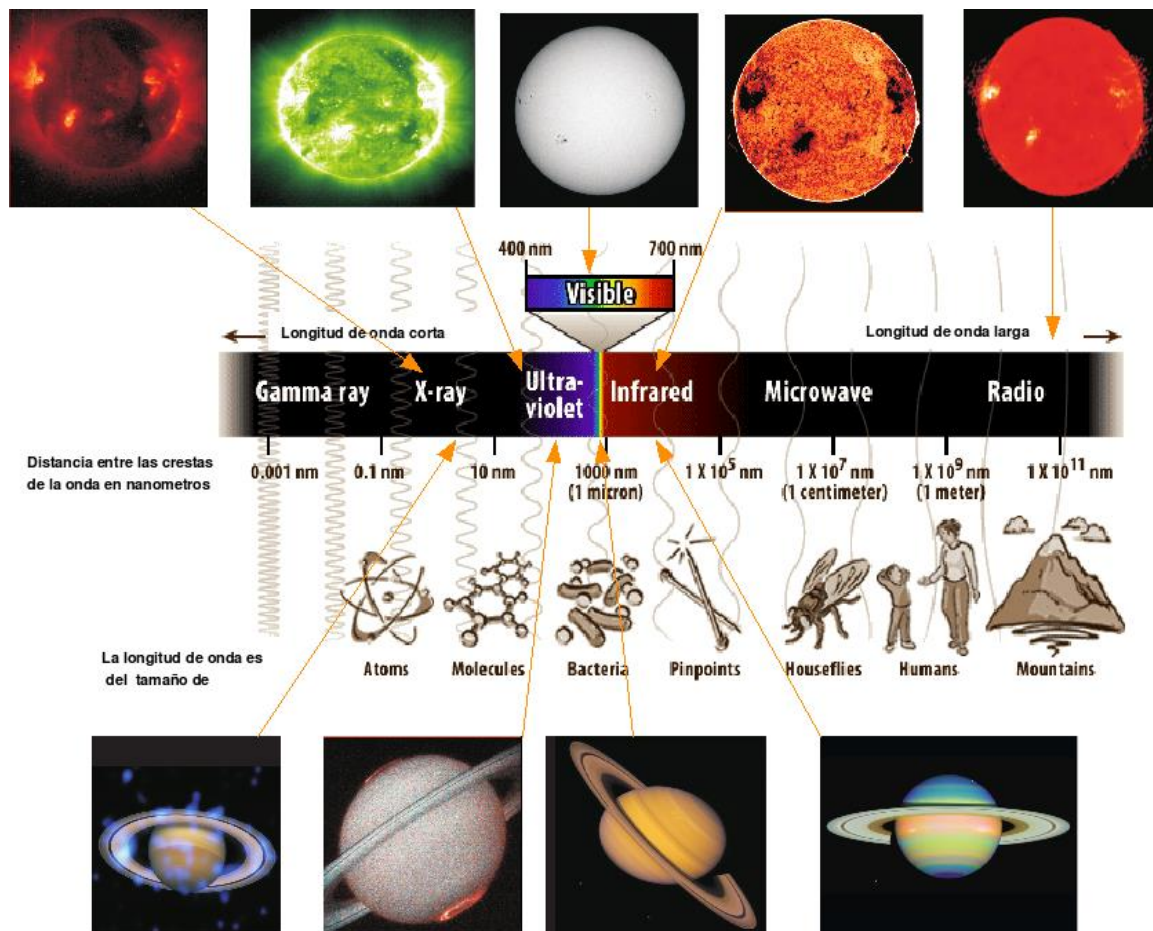 400 nm 700 nm
Visible
Longitud de onda corta Longitud de onda larga
Gamma ray X-ray Ultra-violet Infrared Microwave Radio
Distancia entre las crestas
de la onda en nanometros
0.001 nm 0.1 nm 10 nm 1000 nm 1 X 10⁵ nm 1 X 10⁷ nm 1 X 10⁹ nm 1 X 10¹¹ nm
(1 micron) (1 centimeter) (1 meter)
La longitud de onda es
del tamaño de
Atoms Molecules Bacteria Pinpoints Houseflies Humans Mountains